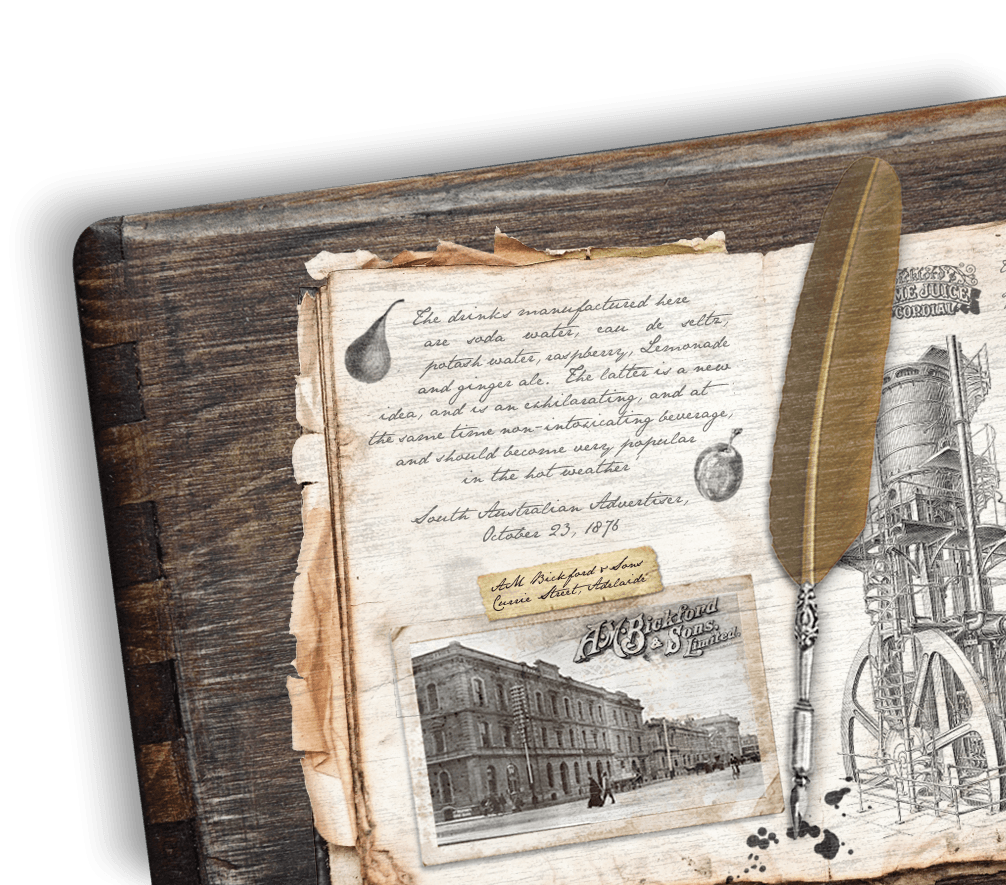 The drinks manufactured here
are soda water, eau de seltz,
potash water, raspberry, Lemonade
and ginger ale. The latter is a new
idea, and is an exhilarating, and at
the same time non-intoxicating beverage,
and should become very popular
in the hot weather
South Australian Advertiser,
October 23, 1876
AM Bickford & Sons
Currie Street, Adelaide
A.M. Bickford
& Sons.
Limited.
ME JUICE
CORDIAL